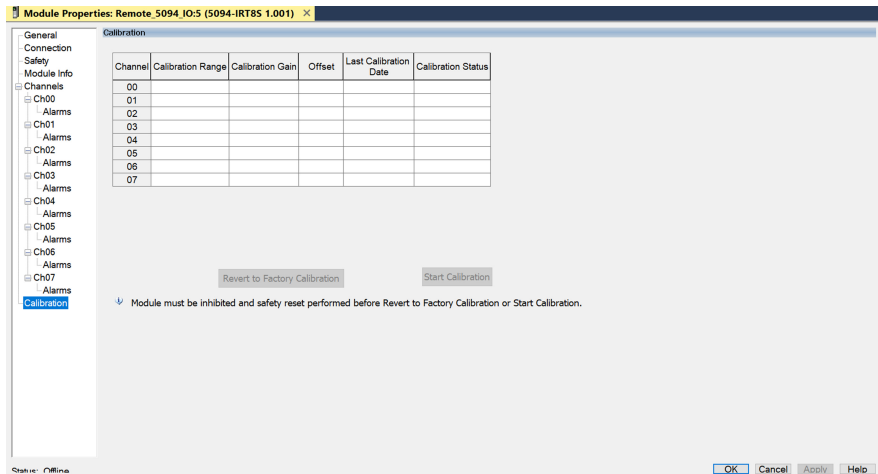 Module Properties: Remote_5094_IO:5 (5094-IRT8S 1.001) ×
General
Connection
Safety
Module Info
Channels
Ch00
Alarms
Ch01
Alarms
Ch02
Alarms
Ch03
Alarms
Ch04
Alarms
Ch05
Alarms
Ch06
Alarms
Ch07
Alarms
Calibration
Calibration
Channel Calibration Range Calibration Gain Offset Last Calibration Date Calibration Status
00
01
02
03
04
05
06
07
Revert to Factory Calibration Start Calibration
Module must be inhibited and safety reset performed before Revert to Factory Calibration or Start Calibration.
Status: Offline
OK Cancel Apply Help